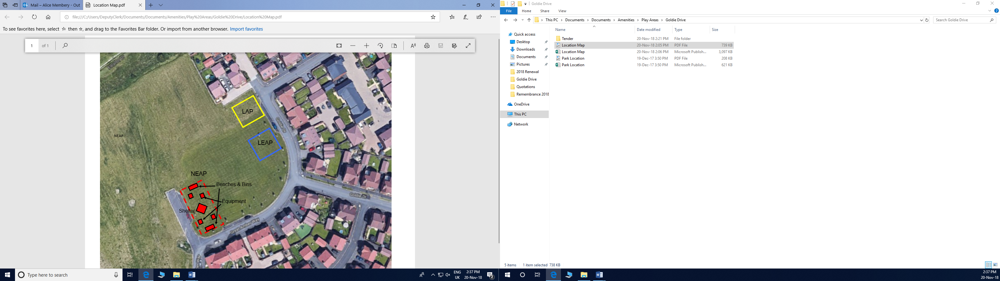 Mail – Alice Membery - Out
Location Map.pdf
file:///C:/Users/DeputyClerk/Documents/Documents/Amenities/Play%20Areas/Goldie%20Drive/Location%20Map.pdf
To see favorites here, select ☆ then ☆, and drag to the Favorites Bar folder. Or import from another browser. Import favorites
1 of 1
LAP
Goldie Dr
NEAP
LEAP
NEAP
Benches & Bins
Equipment
Shelter
Goldie Dr
Great Amber Way
Type here to search
ENG
UK
2:37 PM
20-Nov-18
2
Goldie Drive
File Home Share View
This PC Documents Documents Amenities Play Areas Goldie Drive
Search Goldie Drive
Name Date modified Type Size
Quick access
Desktop
Downloads
Documents
Pictures
2018 Renewal
Goldie Drive
Quotations
Remembrance 2018
OneDrive
This PC
Network
Tender 20-Nov-18 2:21 PM File folder
Location Map 20-Nov-18 2:05 PM PDF File 739 KB
Location Map 20-Nov-18 2:06 PM Microsoft Publish... 3,097 KB
Park Location 19-Dec-17 3:50 PM PDF File 208 KB
Park Location 19-Dec-17 3:50 PM Microsoft Publish... 621 KB
5 items 1 item selected 738 KB
2:37 PM
20-Nov-18